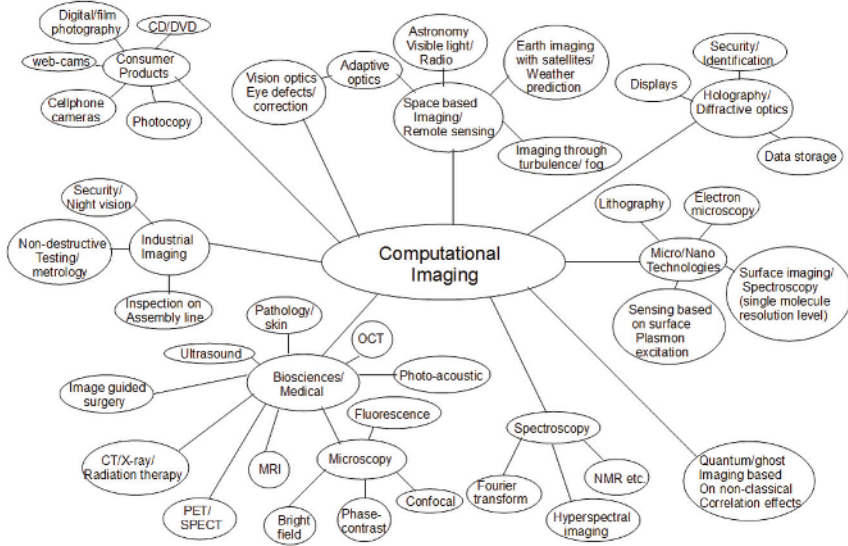 Digital/film
photography
CD/DVD
web-cams
Consumer
Products
Cellphone
cameras
Photocopy
Vision optics
Eye defects/
correction
Adaptive
optics
Astronomy
Visible light/
Radio
Earth imaging
with satellites/
Weather
prediction
Space based
Imaging/
Remote sensing
Imaging through
turbulence/ fog
Security/
Identification
Displays
Holography/
Diffractive optics
Data storage
Security/
Night vision
Non-destructive
Testing/
metrology
Industrial
Imaging
Inspection on
Assembly line
Computational
Imaging
Lithography
Electron
microscopy
Micro/Nano
Technologies
Surface imaging/
Spectroscopy
(single molecule
resolution level)
Sensing based
on surface
Plasmon
excitation
Pathology/
skin
OCT
Ultrasound
Biosciences/
Medical
Photo-acoustic
Image guided
surgery
Fluorescence
CT/X-ray/
Radiation therapy
MRI
Microscopy
PET/
SPECT
Bright
field
Phase-
contrast
Confocal
Spectroscopy
Fourier
transform
NMR etc.
Hyperspectral
imaging
Quantum/ghost
Imaging based
On non-classical
Correlation effects